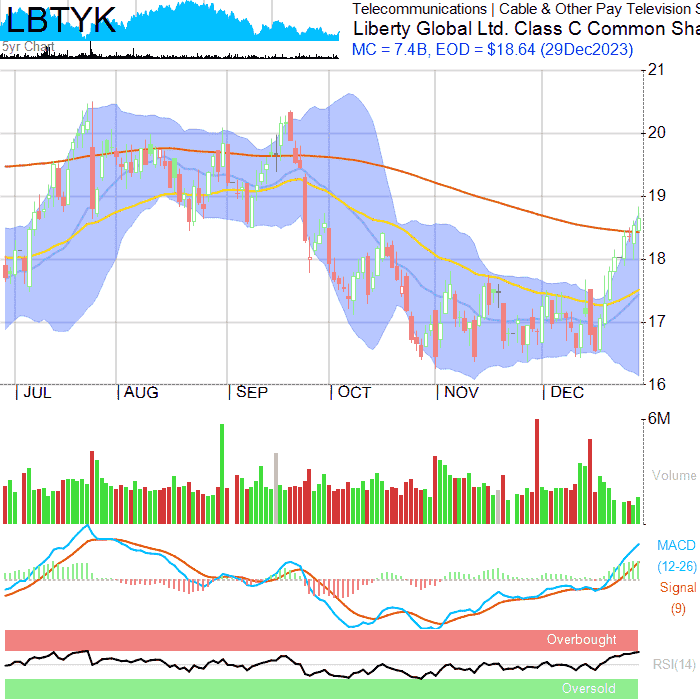 LBTYK
5yr Chart
Telecommunications | Cable & Other Pay Television S
Liberty Global Ltd. Class C Common Sha
MC = 7.4B, EOD = $18.64 (29Dec2023)
21
20
19
18
17
16
JUL AUG SEP OCT NOV DEC
6M
Volume
MACD
(12-26)
Signal
(9)
Overbought
RSI(14)
Oversold